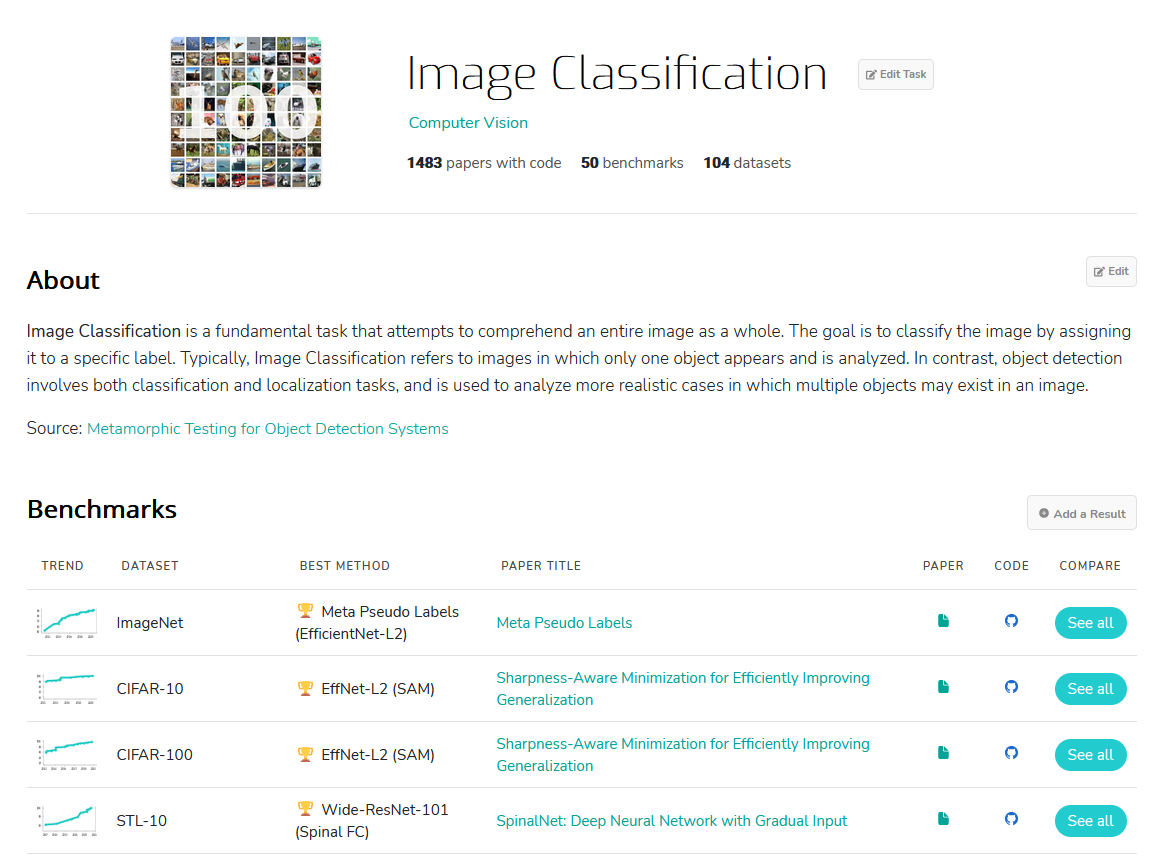 100
Image Classification
Edit Task
Computer Vision
1483 papers with code 50 benchmarks 104 datasets
About
Edit
Image Classification is a fundamental task that attempts to comprehend an entire image as a whole. The goal is to classify the image by assigning
it to a specific label. Typically, Image Classification refers to images in which only one object appears and is analyzed. In contrast, object detection
involves both classification and localization tasks, and is used to analyze more realistic cases in which multiple objects may exist in an image.
Source: Metamorphic Testing for Object Detection Systems
Benchmarks
Add a Result
TREND DATASET BEST METHOD PAPER TITLE PAPER CODE COMPARE
ImageNet
Meta Pseudo Labels
(EfficientNet-L2)
Meta Pseudo Labels
See all
CIFAR-10
EffNet-L2 (SAM)
Sharpness-Aware Minimization for Efficiently Improving
Generalization
See all
CIFAR-100
EffNet-L2 (SAM)
Sharpness-Aware Minimization for Efficiently Improving
Generalization
See all
STL-10
Wide-ResNet-101
(Spinal FC)
SpinalNet: Deep Neural Network with Gradual Input
See all